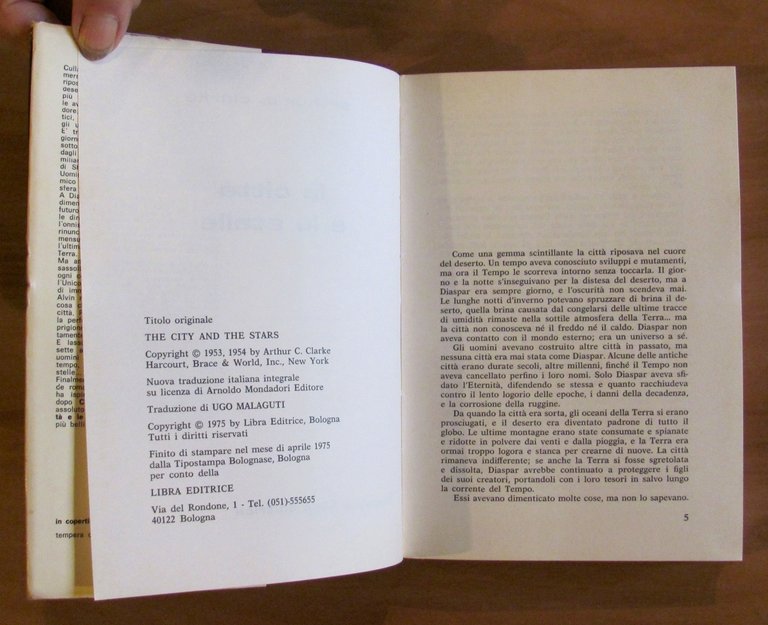 Titolo originale
THE CITY AND THE STARS
Copyright © 1953, 1954 by Arthur C. Clarke
Harcourt, Brace & World, Inc., New York
Nuova traduzione italiana integrale
su licenza di Arnoldo Mondadori Editore
Traduzione di UGO MALAGUTI
Copyright © 1975 by Libra Editrice, Bologna
Tutti i diritti riservati
Finito di stampare nel mese di aprile 1975
dalla Tipostampa Bolognase, Bologna
per conto della
LIBRA EDITRICE
Via del Rondone, 1 - Tel. (051)-555655
40122 Bologna
Come una gemma scintillante la città riposava nel cuore
del deserto. Un tempo aveva conosciuto sviluppi e mutamenti,
ma ora il Tempo le scorreva intorno senza toccarla. Il gior-
no e la notte s'inseguivano per la distesa del deserto, ma a
Diaspar era sempre giorno, e l'oscurità non scendeva mai.
Le lunghe notti d'inverno potevano spruzzare di brina il de-
serto, quella brina causata dal congelarsi delle ultime tracce
di umidità rimaste nella sottile atmosfera della Terra... ma
la città non conosceva né il freddo né il caldo. Diaspar non
aveva contatto con il mondo esterno; era un universo a sé.
Gli uomini avevano costruito altre città in passato, ma
nessuna città era mai stata come Diaspar. Alcune delle antiche
città erano durate secoli, altre millenni, finché il Tempo non
aveva cancellato perfino i loro nomi. Solo Diaspar aveva sfi-
dato l'Eternità, difendendo se stessa e quanto racchiudeva
contro il lento logorio delle epoche, i danni della decadenza,
e la corrosione della ruggine.
Da quando la città era sorta, gli oceani della Terra si erano
prosciugati, e il deserto era diventato padrone di tutto il
globo. Le ultime montagne erano state consumate e spianate
e ridotte in polvere dai venti e dalla pioggia, e la Terra era
ormai troppo logora e stanca per crearne di nuove. La città
rimaneva indifferente; se anche la Terra si fosse sgretolata
e dissolta, Diaspar avrebbe continuato a proteggere i figli
dei suoi creatori, portandoli con i loro tesori in salvo lungo
la corrente del Tempo.
Essi avevano dimenticato molte cose, ma non lo sapevano.
5
in coperti
tempera